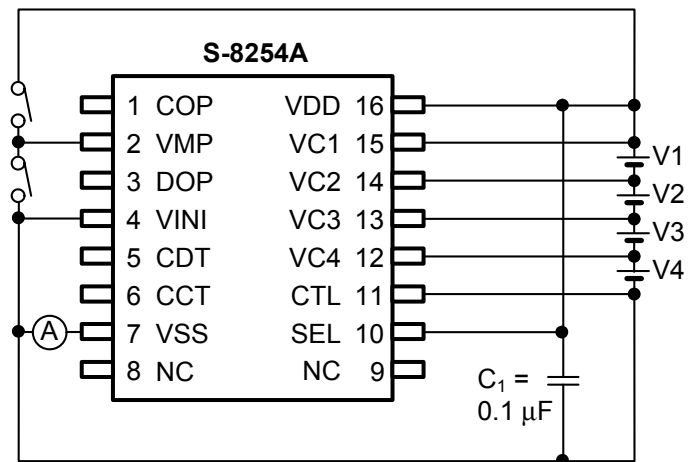 S-8254A
1 COP VDD 16
2 VMP VC1 15
3 DOP VC2 14
4 VINI VC3 13
5 CDT VC4 12
6 CCT CTL 11
7 VSS SEL 10
8 NC NC 9
A
V1
V2
V3
V4
C₁ =
0.1 μF